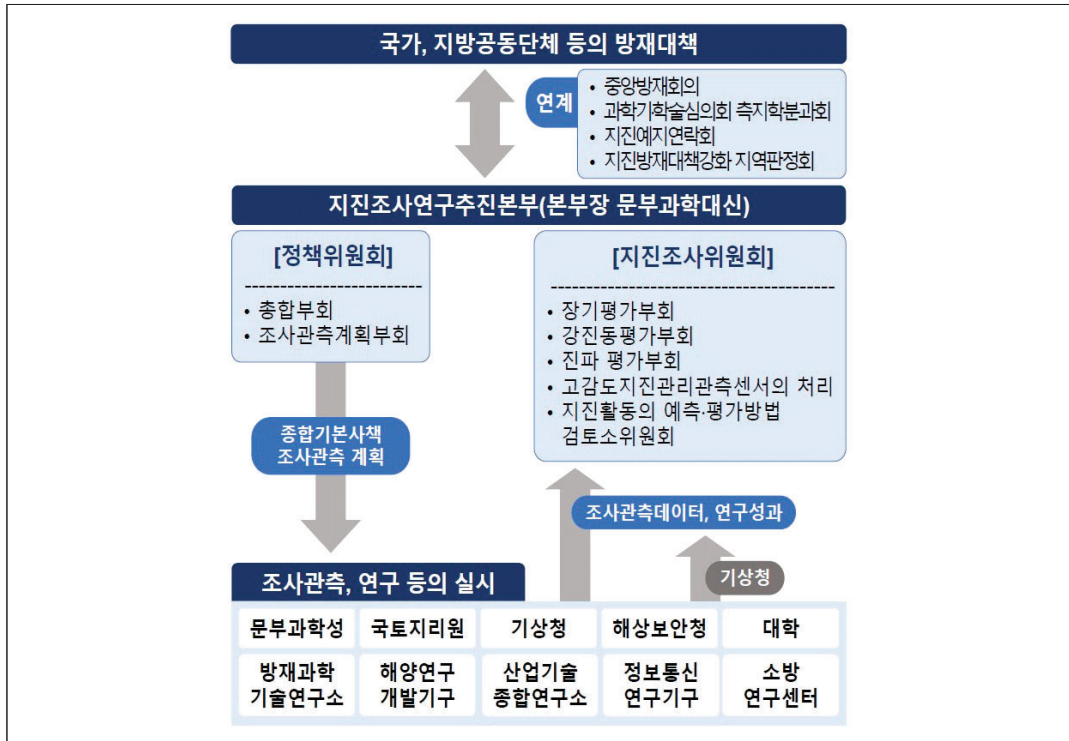 국가, 지방공동단체 등의 방재대책
연계
• 중앙방재회의
• 과학기학술심의회 측지학분과회
• 지진예지연락회
• 지진방재대책강화 지역판정회
지진조사연구추진본부(본부장 문부과학대신)
[정책위원회]
• 종합부회
• 조사관측계획부회
[지진조사위원회]
• 장기평가부회
• 강진동평가부회
• 진파 평가부회
• 고감도지진관리관측센서의 처리
• 지진활동의 예측·평가방법
검토소위원회
종합기본사책
조사관측 계획
조사관측데이터, 연구성과
기상청
조사관측, 연구 등의 실시
문부과학성
국토지리원
기상청
해상보안청
대학
방재과학
기술연구소
해양연구
개발기구
산업기술
종합연구소
정보통신
연구기구
소방
연구센터